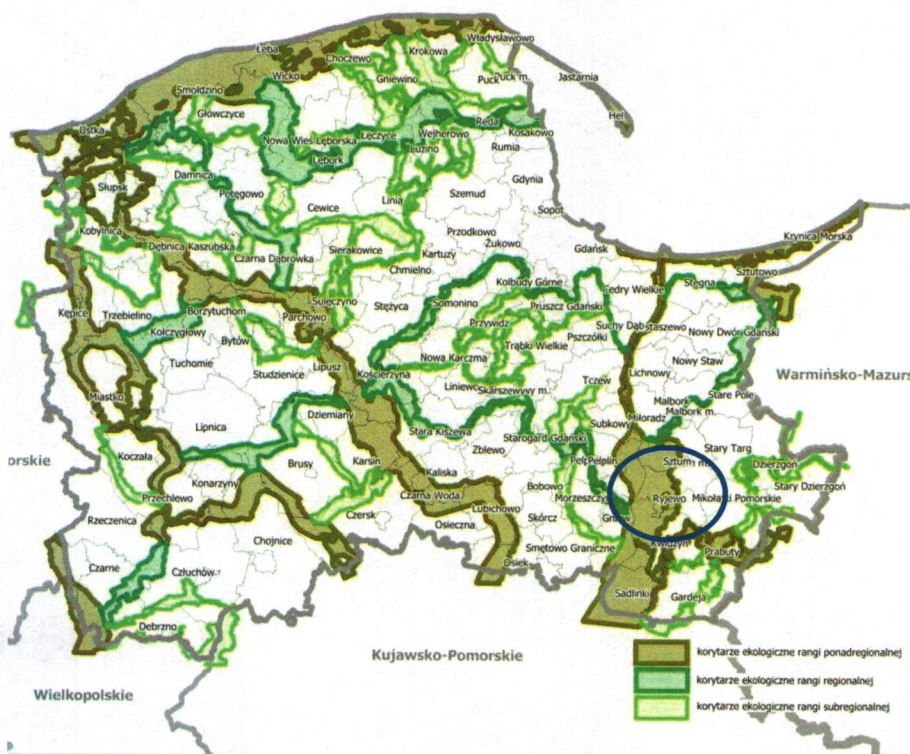 Władysławowo
Łeba
Choczewo
Krokowa
Wicko
Gniewino
Puck
Puck m.
Jastarnia
Smołdzino
Hel
Główczyce
Ustka
Nowa Wieś Lęborska
Łęczyce
Wejherowo
Reda
Kosakowo
Luzino
Rumia
Lębork
Damnica
Słupsk
Potęgowo
Gdynia
Cewice
Linia
Szemud
Sopot
Kobylnica
Przodkowo
Dębnica Kaszubska
Sierakowice
Żukowo
Gdańsk
Krynica Morska
Czarna Dąbrówka
Kartuzy
Chmielno
Sztutowo
Kolbudy Górne
Cedry Wielkie
Stegna
Kępice
Trzebielino
Borzytuchom
Sulęczyno
Somonino
Stężyca
Pruszcz Gdański
Parchowo
Kołczygłowy
Przywidz
Suchy Dąb
Ostaszewo
Nowy Dwór Gdański
Bytów
Trąbki Wielkie
Pszczółki
Tuchomie
Nowa Karczma
Lipusz
Nowy Staw
Studzienice
Kościerzyna
Lichnowy
Warmińsko-Mazurs
Miastko
Liniewo
Skarszewy m.
Tczew
Stare Pole
Malbork
Dziemiany
Miłoradz
Malbork m.
Lipnica
Subkowy
Stara Kiszewa
Starogard Gdański
Stary Targ
Zblewo
orskie
Koczała
Brusy
Karsin
Pelplin
Sztum m.
Dzierzgoń
Kaliska
Konarzyny
Bobowo
Stary Dzierzgoń
Przechlewo
Czarna Woda
Morzeszczyn
Ryjewo
Mikołajki Pomorskie
Czersk
Lubichowo
Rzeczenica
Skórcz
Gniew
Osieczna
Chojnice
Smętowo Graniczne
Kwidzyn
Prabuty
Osiek
Czarne
Człuchów
Sadlinki
Gardeja
Debrzno
Kujawsko-Pomorskie
korytarze ekologiczne rangi ponadregionalnej
korytarze ekologiczne rangi regionalnej
Wielkopolskie
korytarze ekologiczne rangi subregionalnej